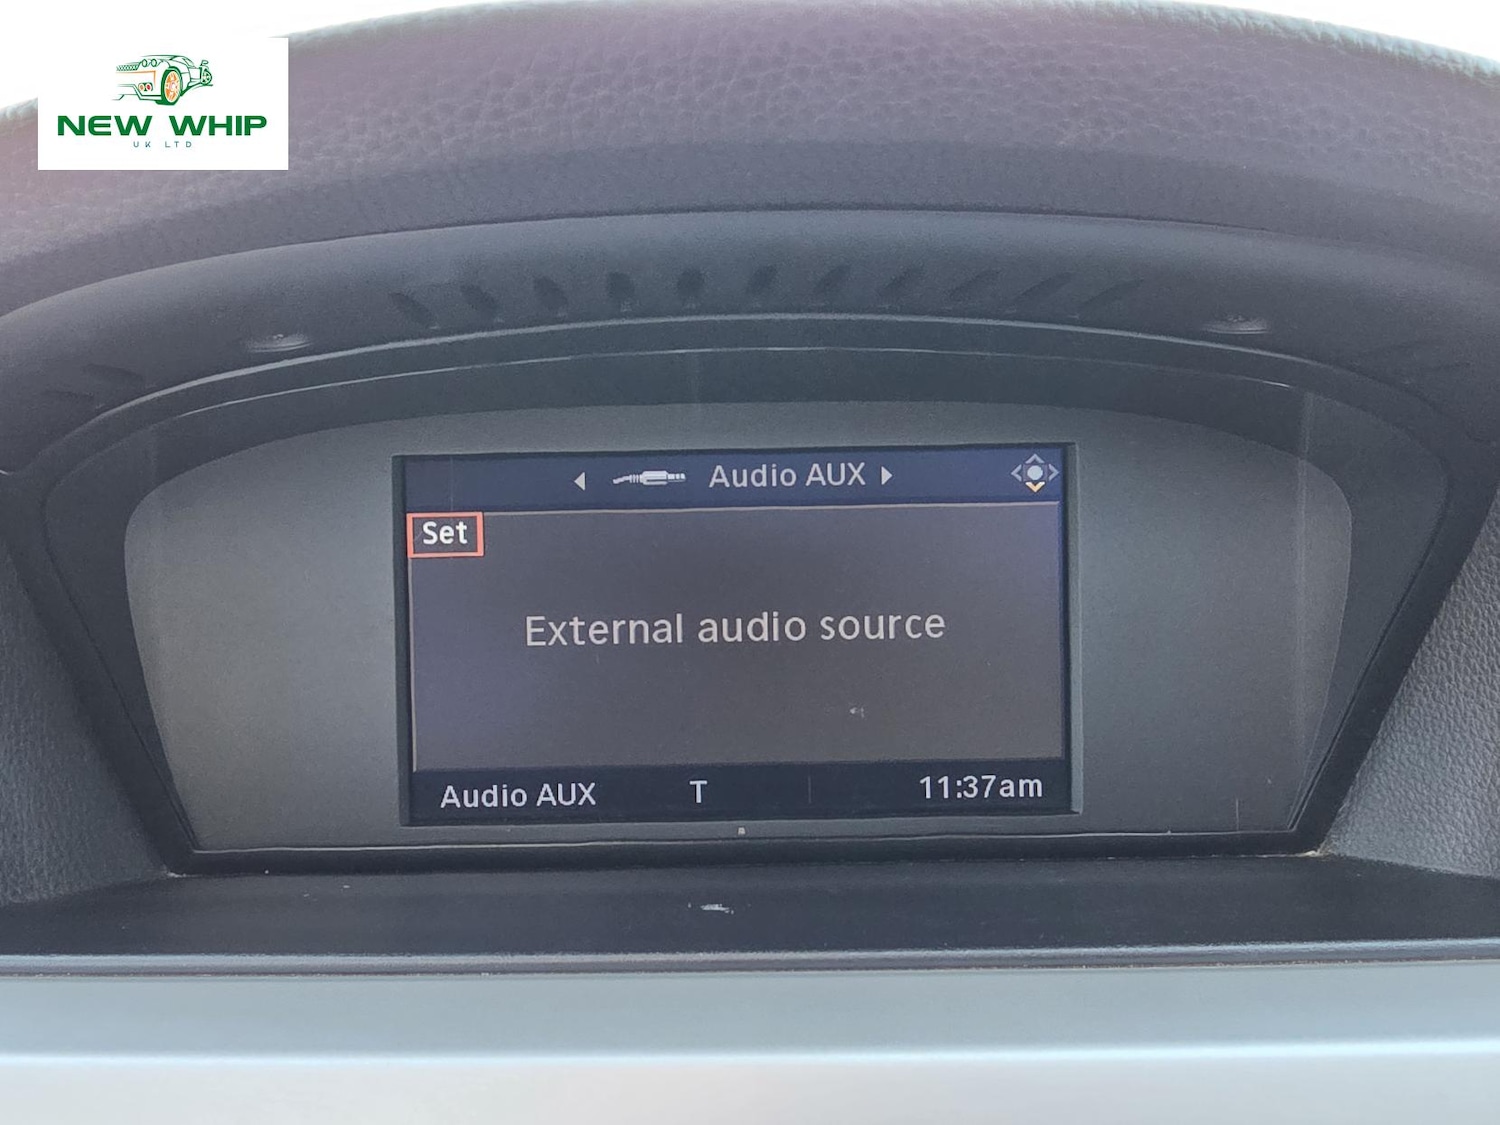 NEW WHIP
UK LTD
Audio AUX
Set
External audio source
Audio AUX T 11:37am